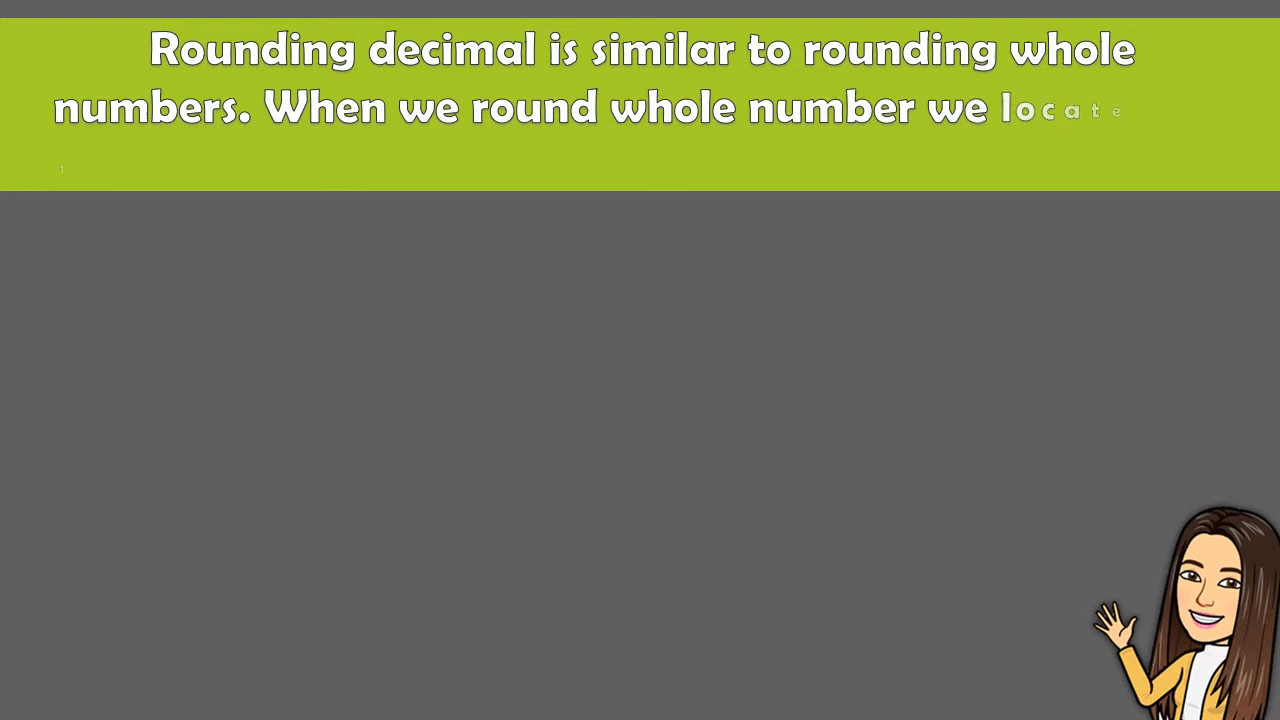 Rounding decimal is similar to rounding whole
numbers. When we round whole number we locate
i